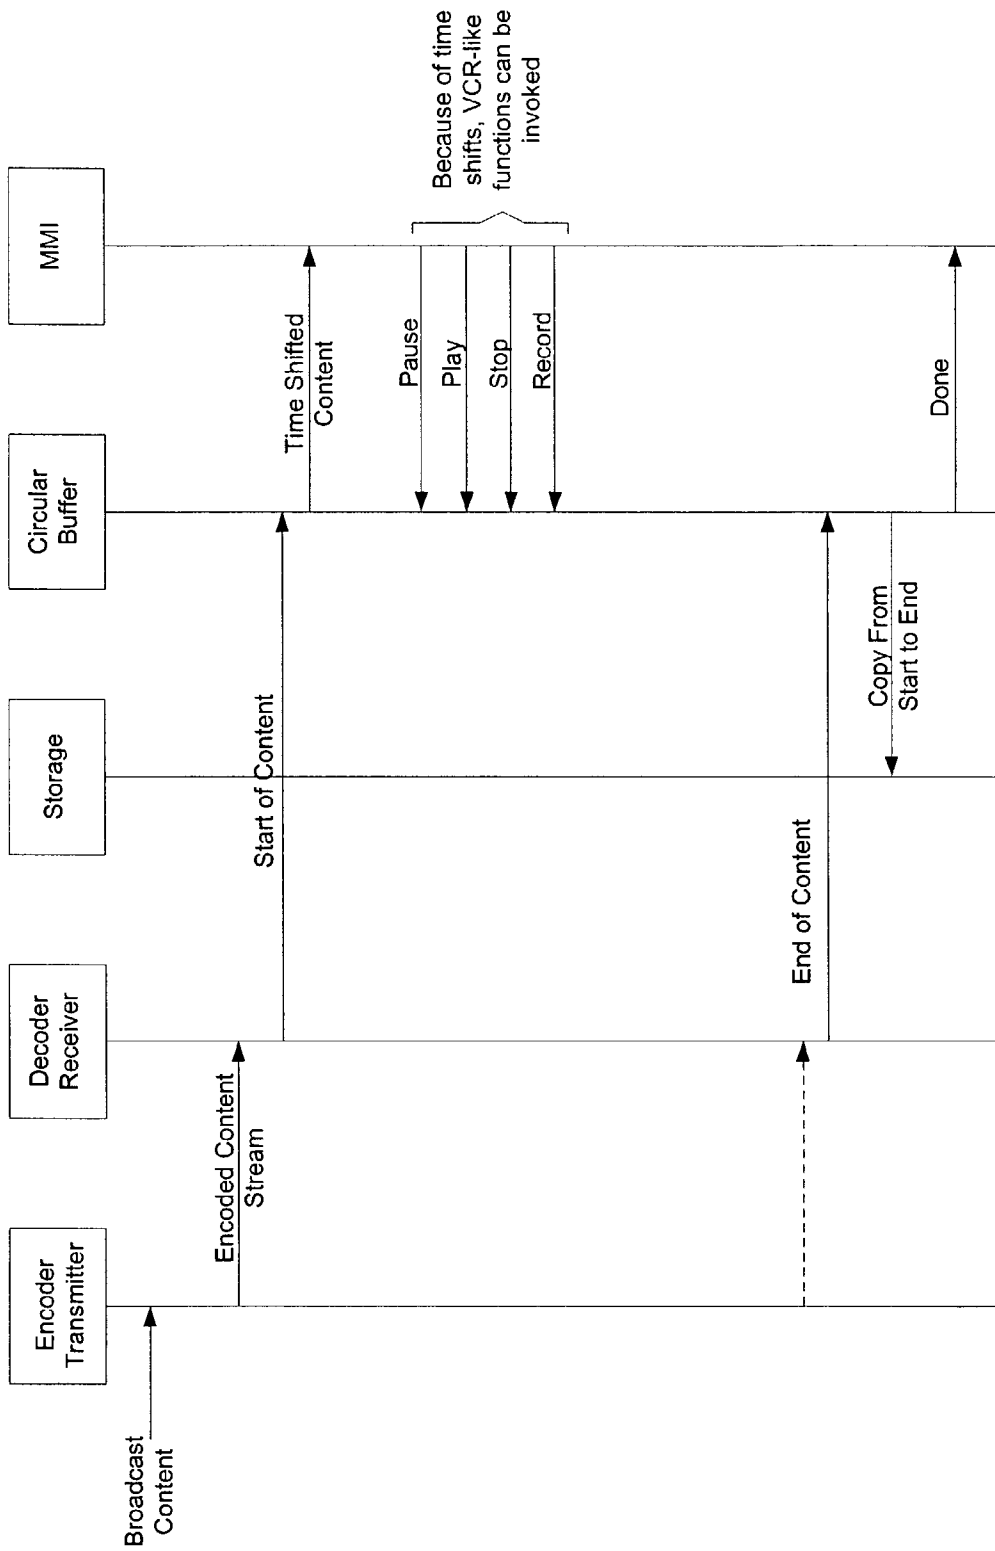 Encoder
Transmitter
Decoder
Receiver
Storage
Circular
Buffer
MMI
Broadcast
Content
Encoded Content
Stream
Start of Content
Time Shifted
Content
Pause
Play
Stop
Record
Because of time
shifts, VCR-like
functions can be
invoked
End of Content
Copy From
Start to End
Done